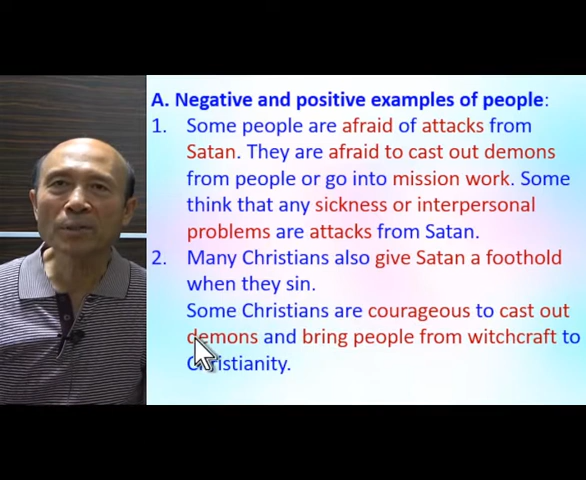 A. Negative and positive examples of people:
1. Some people are afraid of attacks from
Satan. They are afraid to cast out demons
from people or go into mission work. Some
think that any sickness or interpersonal
problems are attacks from Satan.
2. Many Christians also give Satan a foothold
when they sin.
Some Christians are courageous to cast out
demons and bring people from witchcraft to
Christianity.